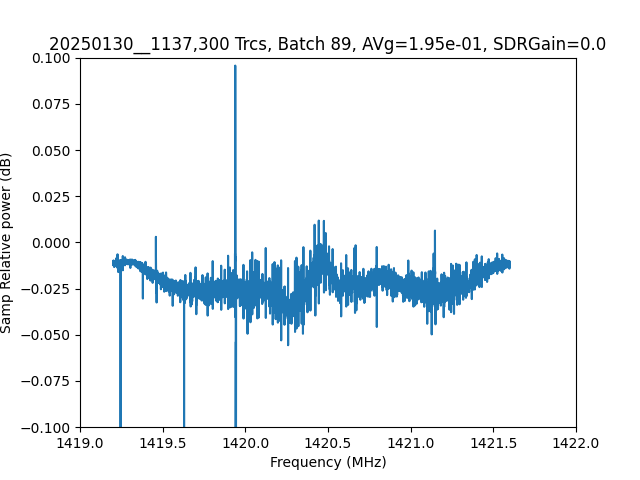 20250130__1137,300 Trcs, Batch 89, AVg=1.95e-01, SDRGain=0.0
Samp Relative power (dB)
0.100
0.075
0.050
0.025
0.000
−0.025
−0.050
−0.075
−0.100
1419.0 1419.5 1420.0 1420.5 1421.0 1421.5 1422.0
Frequency (MHz)